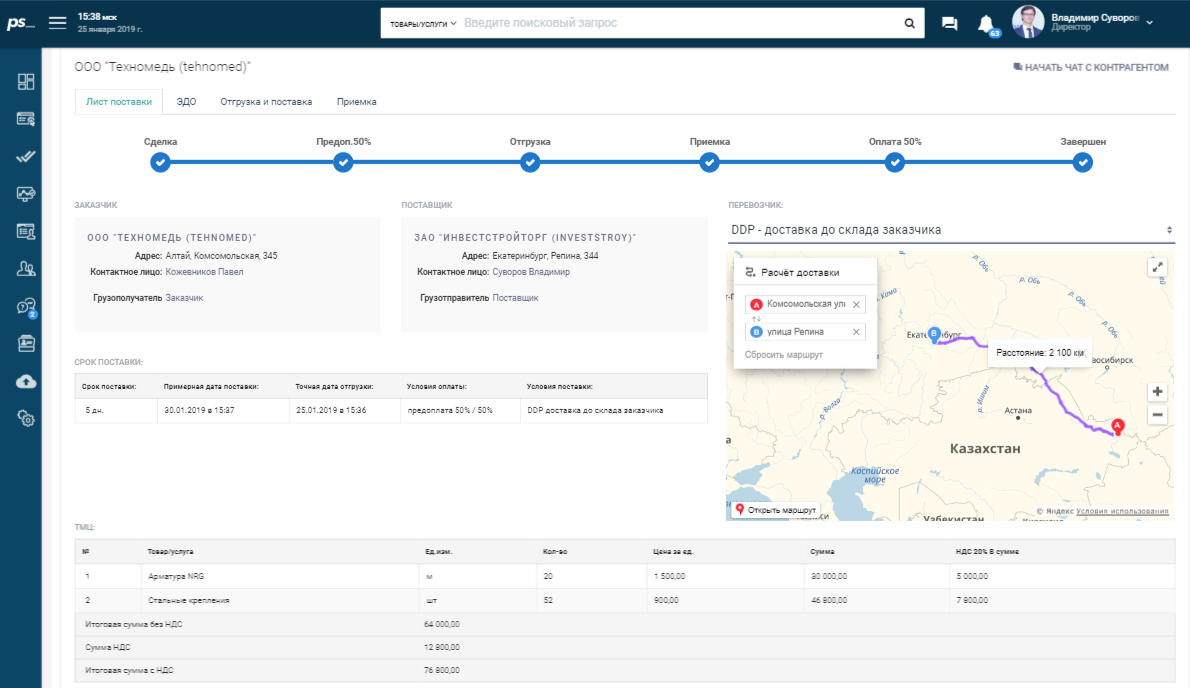 ps_
15:38 мск
25 января 2019 г.
ТОВАРЫ/УСЛУГИ Введите поисковый запрос
63
Владимир Суворов
Директор
2
ООО "Техномедь (tehnomed)"
НАЧАТЬ ЧАТ С КОНТРАГЕНТОМ
Лист поставки ЭДО Отгрузка и поставка Приемка
Сделка Предоп.50% Отгрузка Приемка Оплата 50% Завершен
ЗАКАЗЧИК
ООО "ТЕХНОМЕДЬ (TEHNOMED)"
Адрес: Алтай, Комсомольская, 345
Контактное лицо: Кожевников Павел
Грузополучатель Заказчик
ПОСТАВЩИК
ЗАО "ИНВЕСТСТРОЙТОРГ (INVESTSTROY)"
Адрес: Екатеринбург, Репина, 344
Контактное лицо: Суворов Владимир
Грузотправитель Поставщик
ПЕРЕВОЗЧИК:
DDP - доставка до склада заказчика
Расчёт доставки
A Комсомольская ули
B улица Репина
Сбросить маршрут
р. Обь
р. Обь
р. Обь
Кама
Екате нбург
B
Расстояние: 2 100 км
восибирск
р. Ишим
р. Волга
Астана
A
Казахстан
Каспийское
море
Открыть маршрут
© Яндекс Условия использования
Узбекистан
СРОК ПОСТАВКИ:
Срок поставки: Примерная дата поставки: Точная дата отгрузки: Условия оплаты: Условия поставки:
5 дн. 30.01.2019 в 15:37 25.01.2019 в 15:36 предоплата 50% / 50% DDP доставка до склада заказчика
ТМЦ:
№ Товар/услуга Ед.изм. Кол-во Цена за ед. Сумма НДС 20% В сумме
1 Арматура NRG м 20 1 500,00 30 000,00 5 000,00
2 Стальные крепления шт 52 900,00 46 800,00 7 800,00
Итоговая сумма без НДС 64 000,00
Сумма НДС 12 800,00
Итоговая сумма с НДС 76 800,00